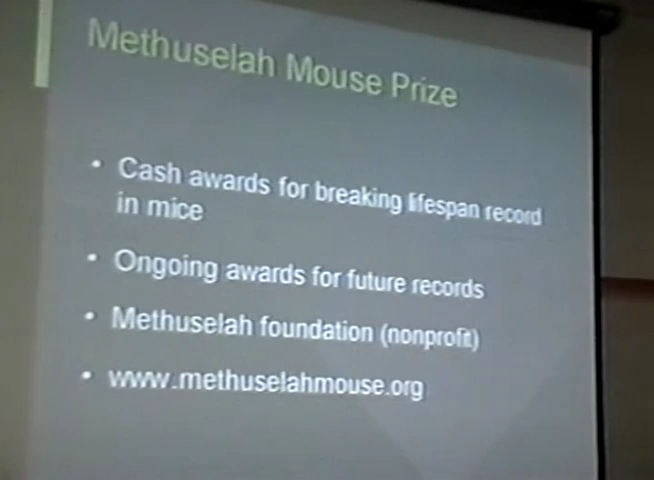 Methuselah Mouse Prize
• Cash awards for breaking lifespan record
in mice
• Ongoing awards for future records
• Methuselah foundation (nonprofit)
• www.methuselahmouse.org